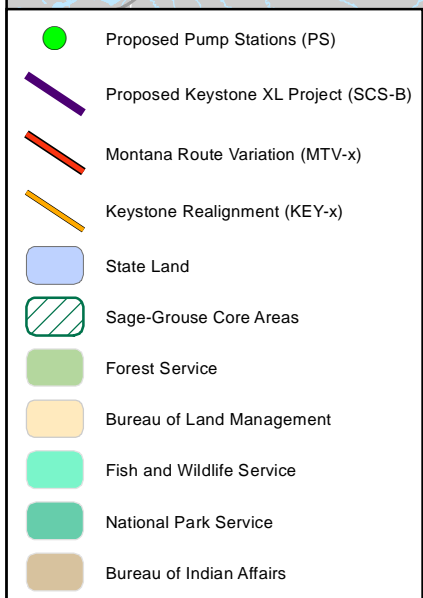 Proposed Pump Stations (PS)
Proposed Keystone XL Project (SCS-B)
Montana Route Variation (MTV-x)
Keystone Realignment (KEY-x)
State Land
Sage-Grouse Core Areas
Forest Service
Bureau of Land Management
Fish and Wildlife Service
National Park Service
Bureau of Indian Affairs